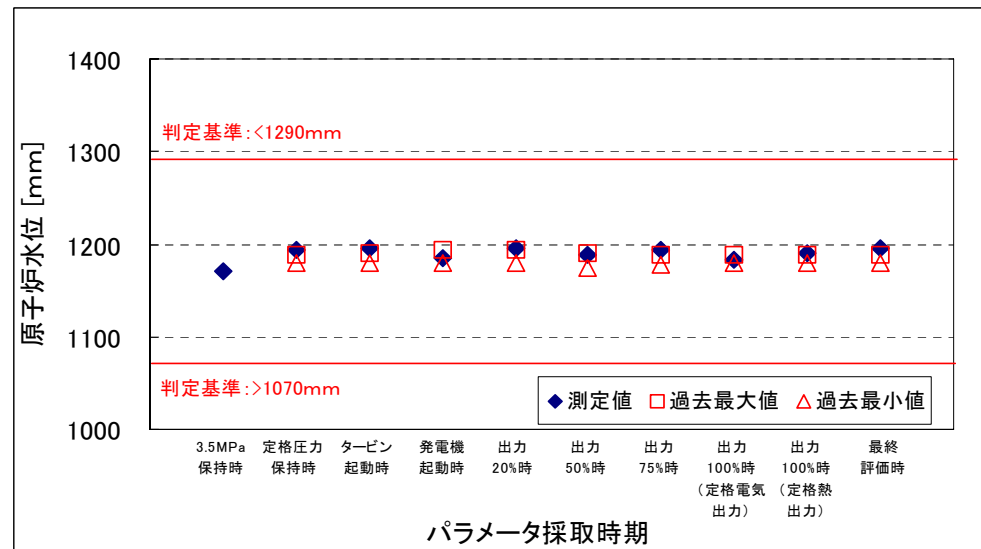 1400
1300
1200
1100
1000
原子炉水位 [mm]
判定基準:<1290mm
判定基準:>1070mm
測定値 過去最大値 過去最小値
3.5MPa
保持時
定格圧力
保持時
タービン
起動時
発電機
起動時
出力
20%時
出力
50%時
出力
75%時
出力
100%時
(定格電気
出力)
出力
100%時
(定格熱
出力)
最終
評価時
パラメータ採取時期